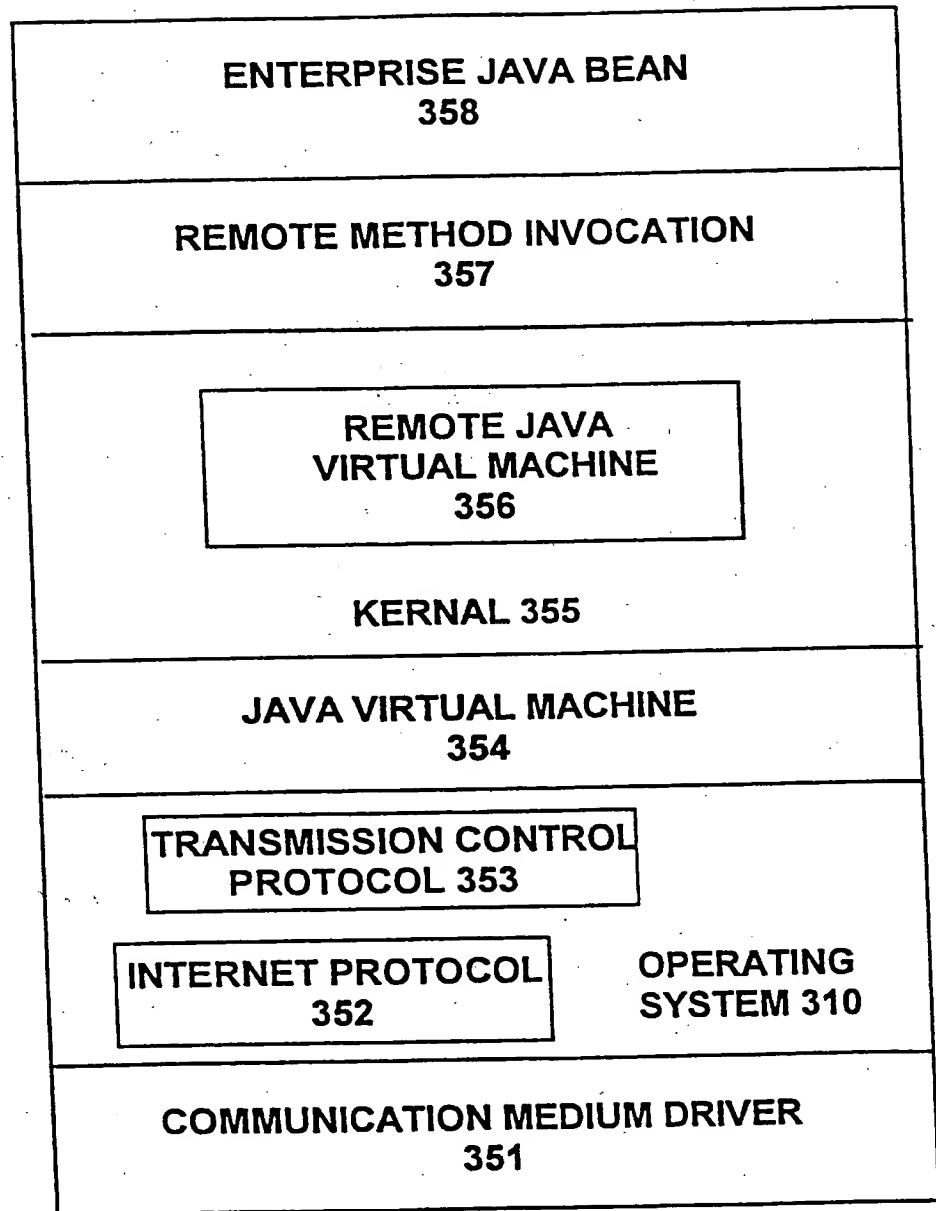 ENTERPRISE JAVA BEAN
358
REMOTE METHOD INVOCATION
357
REMOTE JAVA
VIRTUAL MACHINE
356
KERNAL 355
JAVA VIRTUAL MACHINE
354
TRANSMISSION CONTROL
PROTOCOL 353
INTERNET PROTOCOL
352
OPERATING
SYSTEM 310
COMMUNICATION MEDIUM DRIVER
351